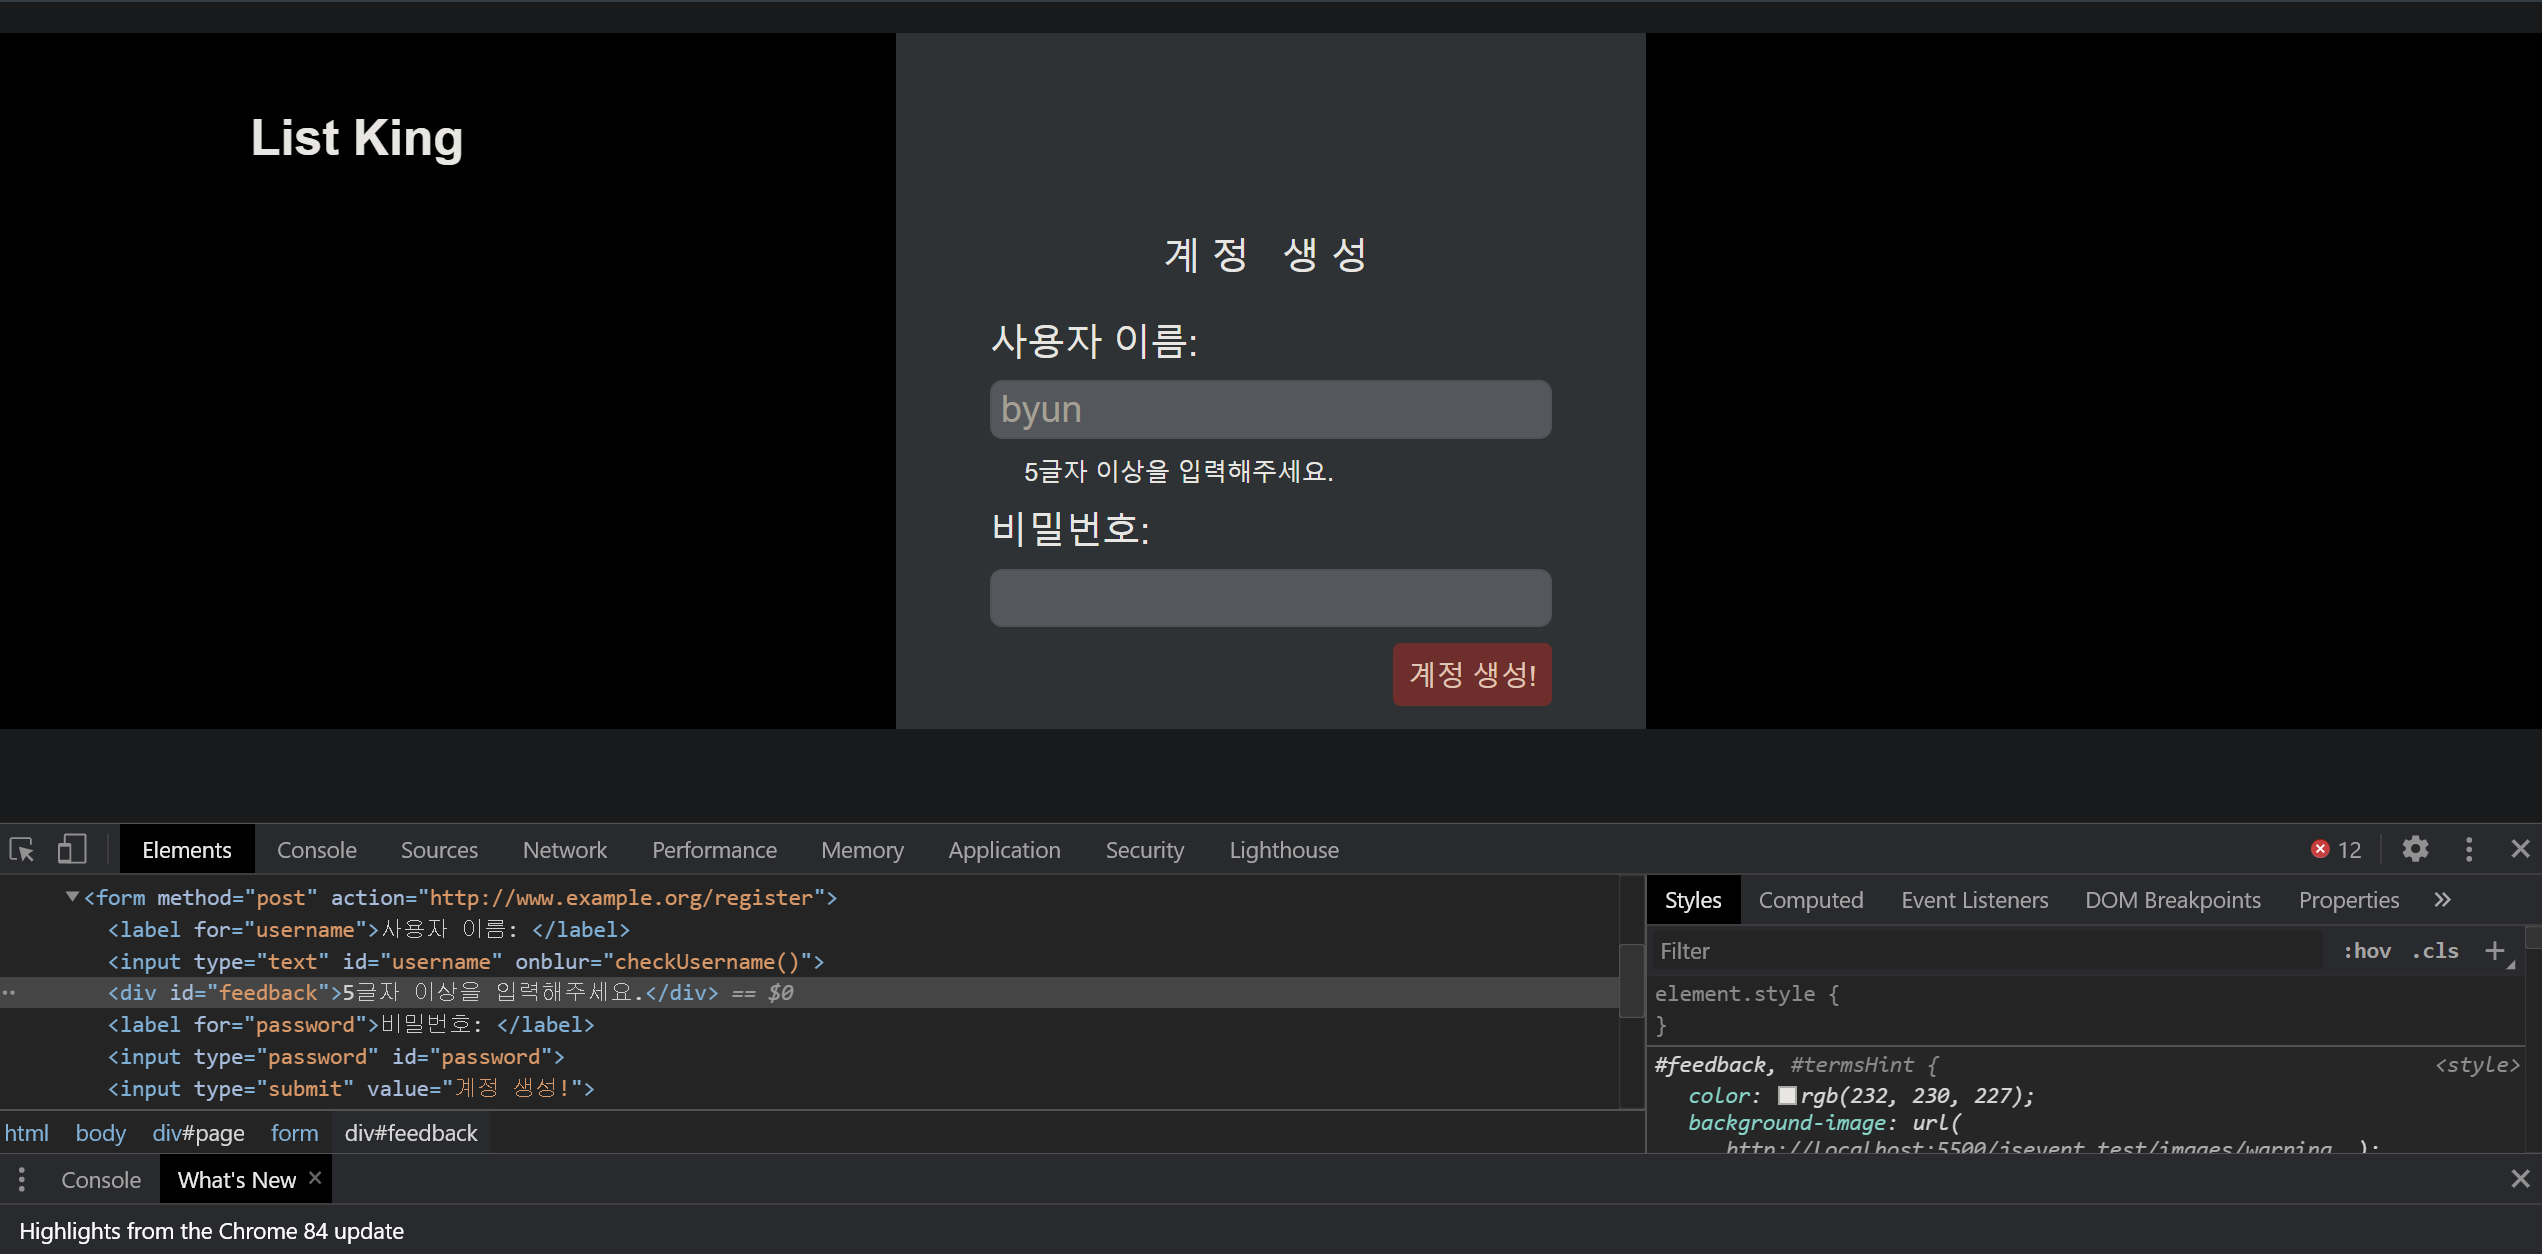 List King
계정 생성
사용자 이름:
byun
5글자 이상을 입력해주세요.
비밀번호:
계정 생성!
Elements Console Sources Network Performance Memory Application Security Lighthouse 12
<form method="post" action="http://www.example.org/register">
<label for="username">사용자 이름: </label>
<input type="text" id="username" onblur="checkUsername()">
<div id="feedback">5글자 이상을 입력해주세요.</div> == $0
<label for="password">비밀번호: </label>
<input type="password" id="password">
<input type="submit" value="계정 생성!">
html body div#page form div#feedback
Styles Computed Event Listeners DOM Breakpoints Properties
Filter :hov .cls
element.style {
}
#feedback, #termsHint { <style>
color: rgb(232, 230, 227);
background-image: url(
http://localhost:5500/jsevent_test/images/warning… );
Console What's New
Highlights from the Chrome 84 update